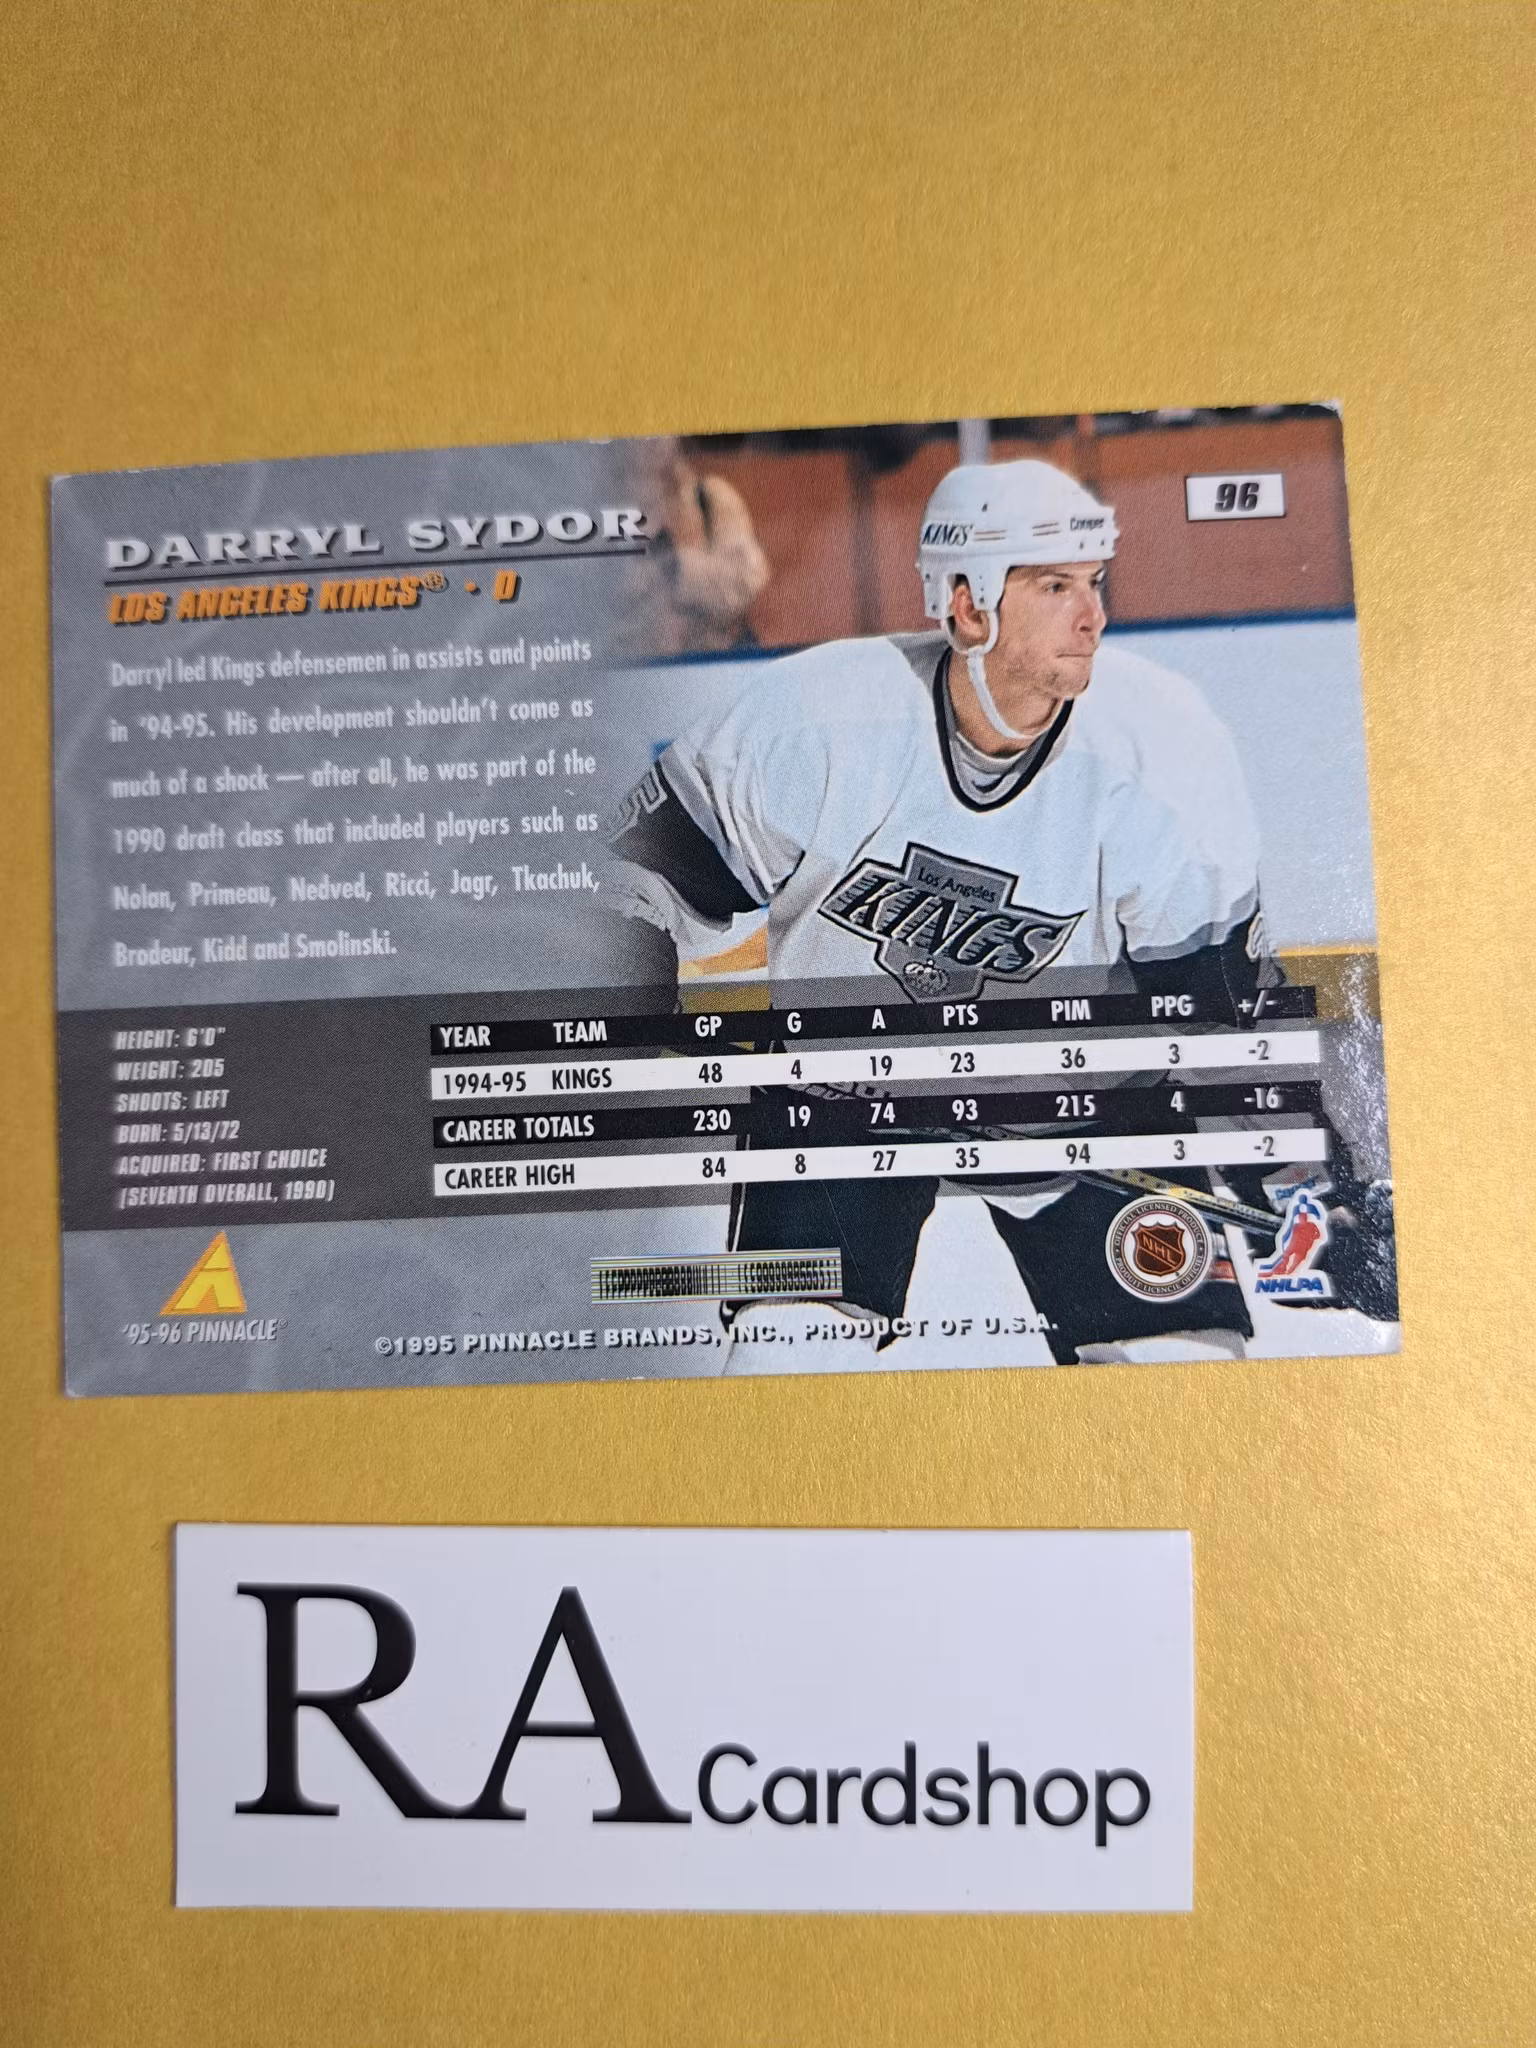 96
DARRYL SYDOR
LOS ANGELES KINGS® · D
Darryl led Kings defensemen in assists and points
in '94-95. His development shouldn't come as
much of a shock — after all, he was part of the
1990 draft class that included players such as
Nolan, Primeau, Nedved, Ricci, Jagr, Tkachuk,
Brodeur, Kidd and Smolinski.
KINGS Cooper
Los Angeles
KINGS
HEIGHT: 6'0"
WEIGHT: 205
SHOOTS: LEFT
BORN: 5/13/72
ACQUIRED: FIRST CHOICE
(SEVENTH OVERALL, 1990)
YEAR TEAM GP G A PTS PIM PPG +/-
1994-95 KINGS 48 4 19 23 36 3 -2
CAREER TOTALS 230 19 74 93 215 4 -16
CAREER HIGH 84 8 27 35 94 3 -2
OFFICIAL LICENSED PRODUCT
NHL
NHLPA
'95-96 PINNACLE®
©1995 PINNACLE BRANDS, INC., PRODUCT OF U.S.A.
RA Cardshop